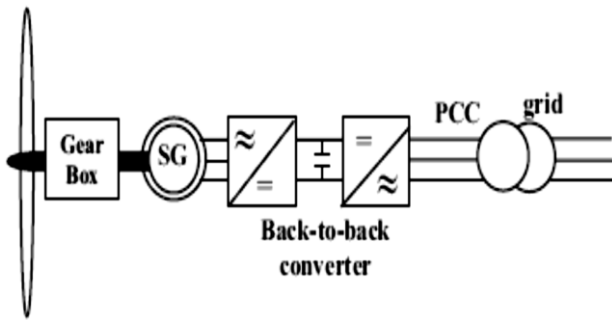 Gear
Box
SG
≈
=
=
≈
PCC
grid
Back-to-back
converter